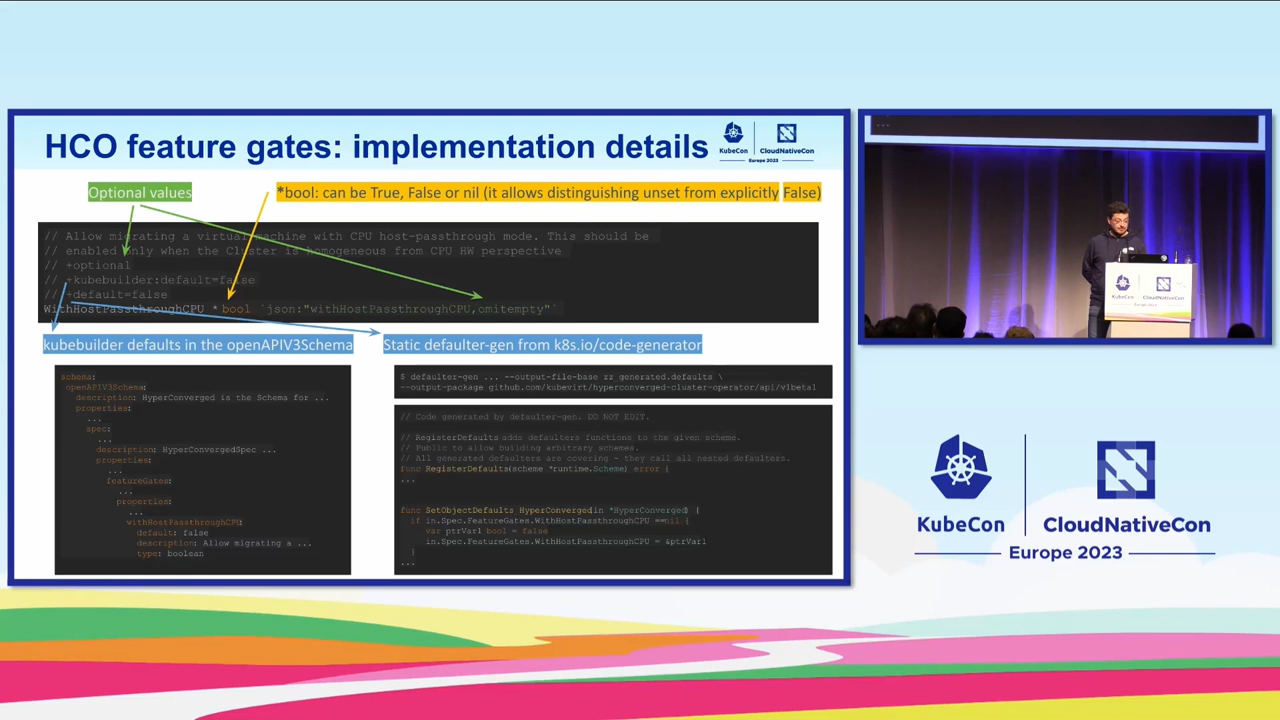 HCO feature gates: implementation details
KubeCon
CloudNativeCon
Europe 2023
Optional values
*bool: can be True, False or nil (it allows distinguishing unset from explicitly False)
// Allow migrating a virtual machine with CPU host-passthrough mode. This should be
// enabled only when the Cluster is homogeneous from CPU HW perspective
// +optional
// +kubebuilder:default=false
// +default=false
WithHostPassthroughCPU *bool `json:"withHostPassthroughCPU,omitempty"`
kubebuilder defaults in the openAPIV3Schema
Static defaulter-gen from k8s.io/code-generator
schema:
openAPIV3Schema:
description: HyperConverged is the Schema for ...
properties:
...
spec:
...
description: HyperConvergedSpec ...
properties:
...
featureGates:
...
properties:
...
withHostPassthroughCPU:
default: false
description: Allow migrating a ...
type: boolean
$ defaulter-gen ... --output-file-base zz_generated.defaults \
--output-package github.com/kubevirt/hyperconverged-cluster-operator/api/v1beta1
// Code generated by defaulter-gen. DO NOT EDIT.
// RegisterDefaults adds defaulters functions to the given scheme.
// Public to allow building arbitrary schemes.
// All generated defaulters are covering - they call all nested defaulters.
func RegisterDefaults(scheme *runtime.Scheme) error {
...
func SetObjectDefaults_HyperConverged(in *HyperConverged) {
if in.Spec.FeatureGates.WithHostPassthroughCPU ==nil {
var ptrVar1 bool = false
in.Spec.FeatureGates.WithHostPassthroughCPU = &ptrVar1
}
...
KubeCon
CloudNativeCon
Europe 2023